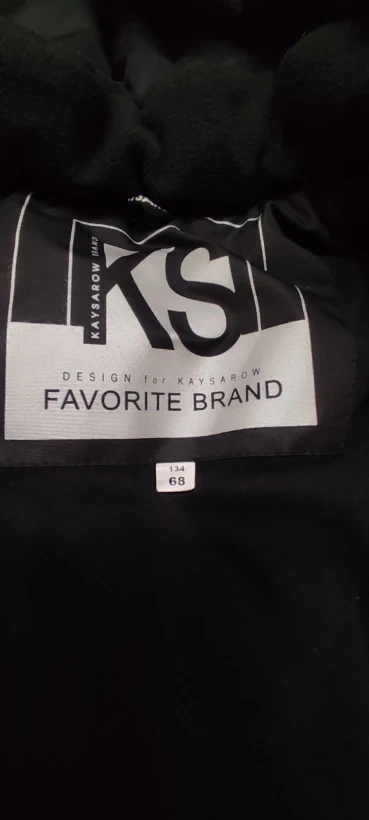 KAYSAROW BRAND
KS
DESIGN for KAYSAROW
FAVORITE BRAND
134
68